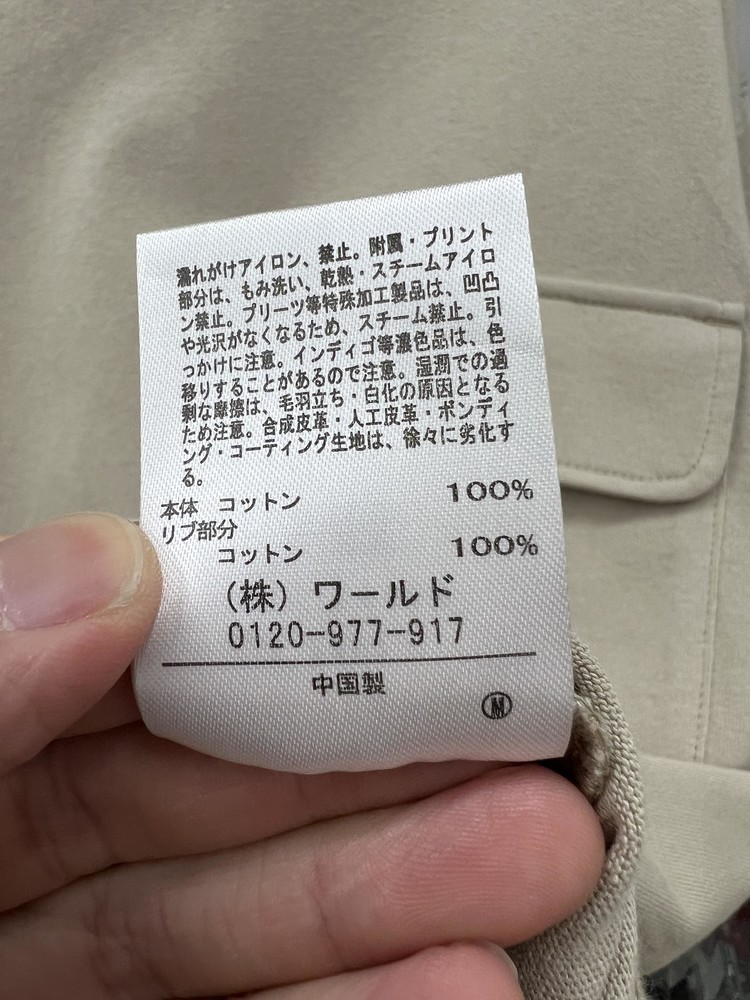 濡れがけアイロン、禁止。附属・プリント
部分は、もみ洗い、乾熱・スチームアイロ
ン禁止。プリーツ等特殊加工製品は、凹凸
や光沢がなくなるため、スチーム禁止。引
っかけに注意。インディゴ等濃色品は、色
移りすることがあるので注意。湿潤での過
剰な摩擦は、毛羽立ち・白化の原因となる
ため注意。合成皮革・人工皮革・ボンディ
ング・コーティング生地は、徐々に劣化す
る。
本体 コットン 100%
リブ部分
コットン 100%
(株) ワールド
0120-977-917
中国製
Ⓜ